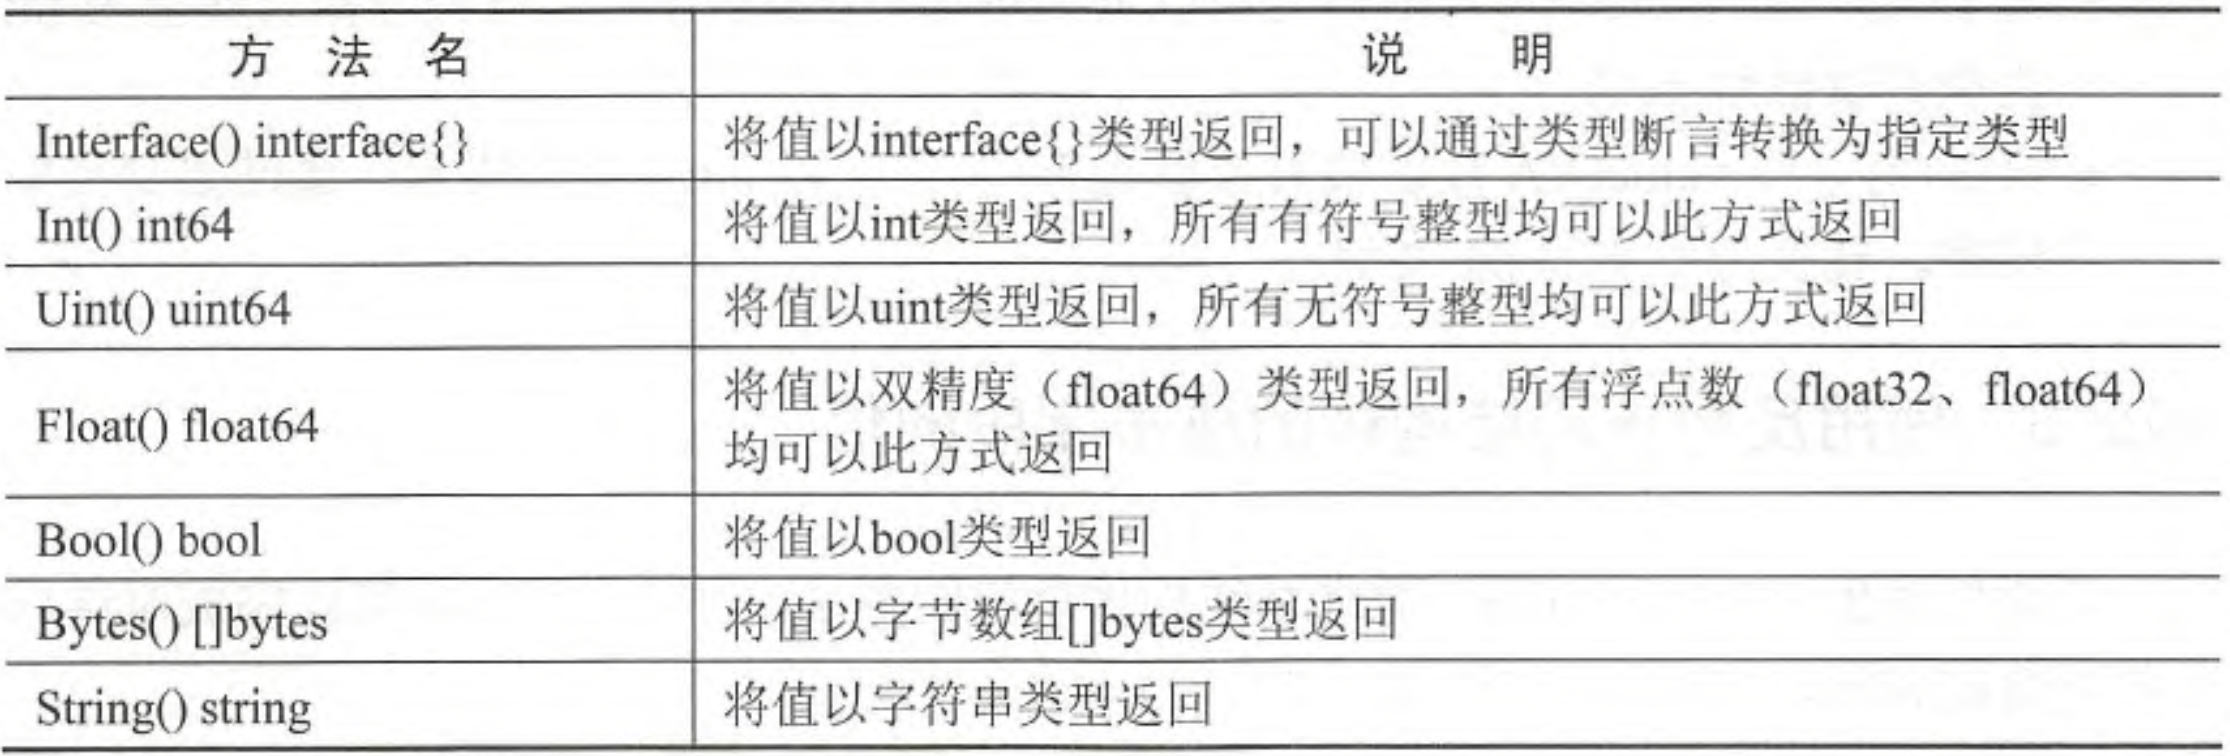 方 法 名
说 明
Interface() interface{}
将值以interface{}类型返回，可以通过类型断言转换为指定类型
Int() int64
将值以int类型返回，所有有符号整型均可以此方式返回
Uint() uint64
将值以uint类型返回，所有无符号整型均可以此方式返回
Float() float64
将值以双精度（float64）类型返回，所有浮点数（float32、float64）
均可以此方式返回
Bool() bool
将值以bool类型返回
Bytes() []bytes
将值以字节数组[]bytes类型返回
String() string
将值以字符串类型返回